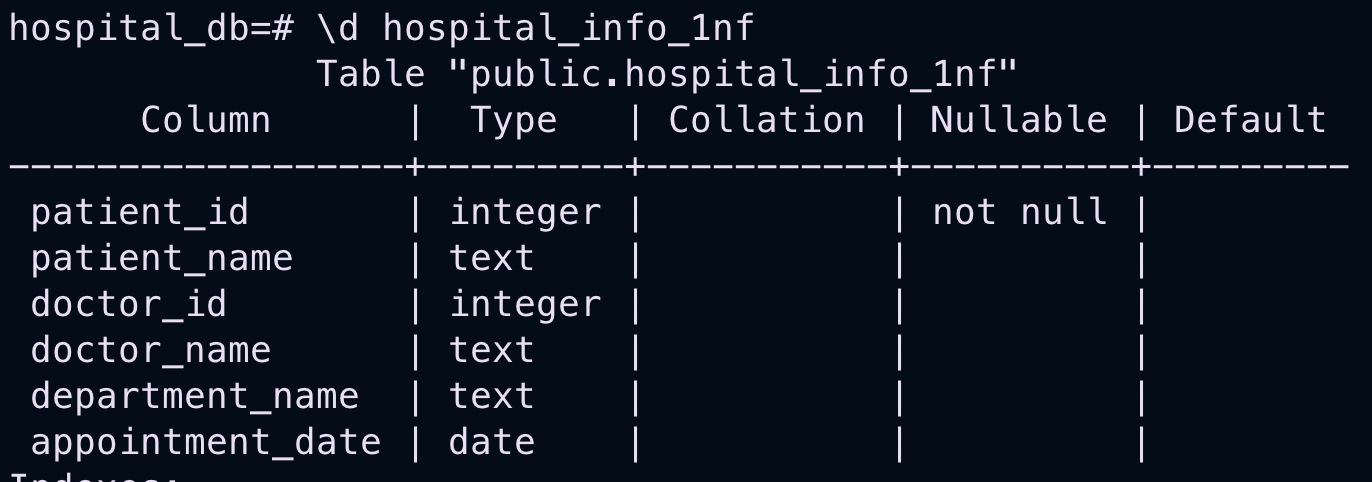 hospital_db=# \d hospital_info_1nf
Table "public.hospital_info_1nf"
Column | Type | Collation | Nullable | Default
------------------+---------+-----------+----------+---------
patient_id | integer | | not null |
patient_name | text | | |
doctor_id | integer | | |
doctor_name | text | | |
department_name | text | | |
appointment_date | date | | |
Indexes: